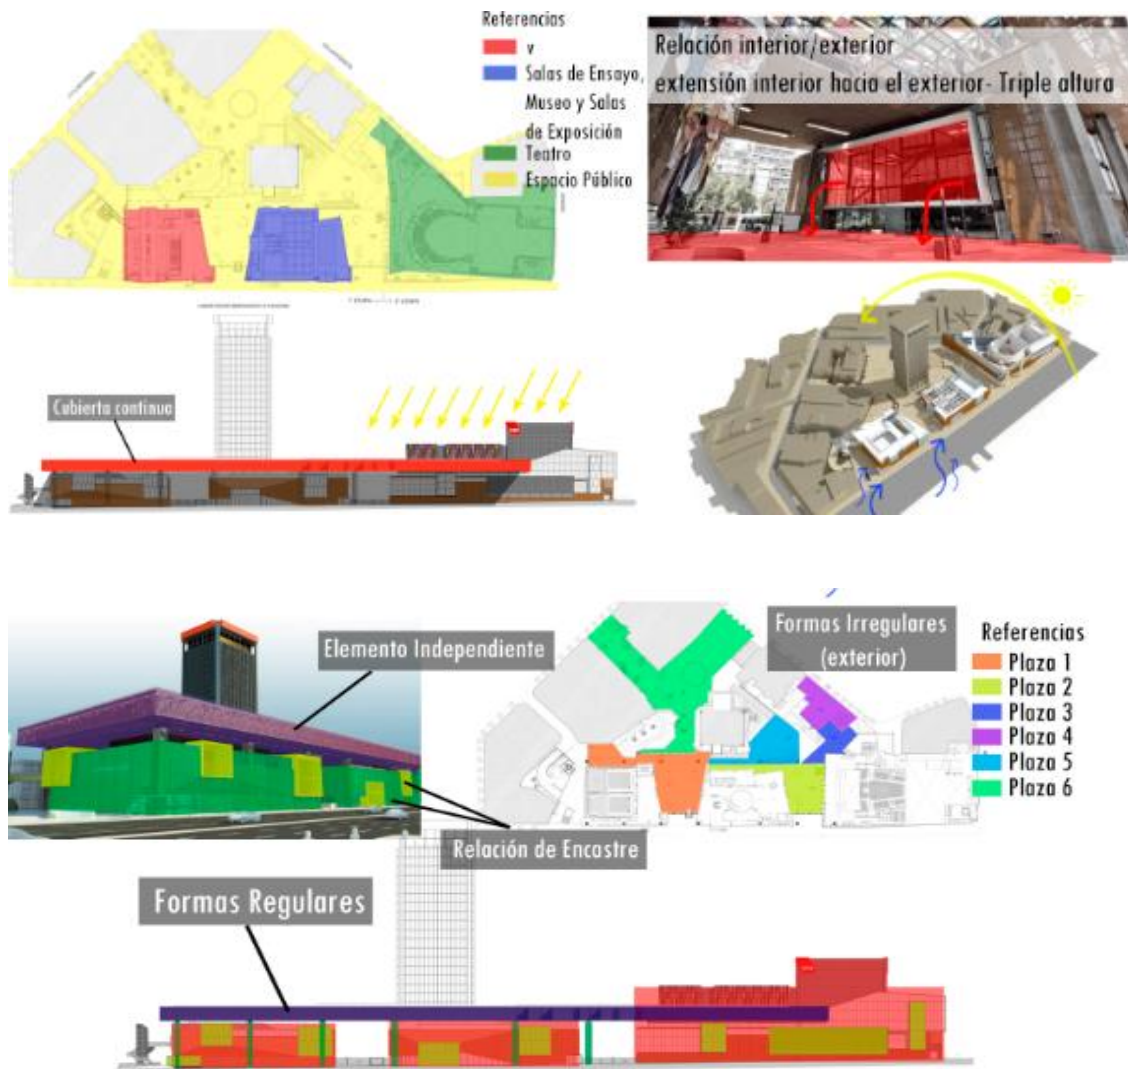 Referencias
v
Salas de Ensayo,
Museo y Salas
de Exposición
Teatro
Espacio Público
Relación interior/exterior
extensión interior hacia el exterior- Triple altura
Cubierta continua
Elemento Independiente
Relación de Encastre
Formas Irregulares
(exterior)
Referencias
Plaza 1
Plaza 2
Plaza 3
Plaza 4
Plaza 5
Plaza 6
Formas Regulares